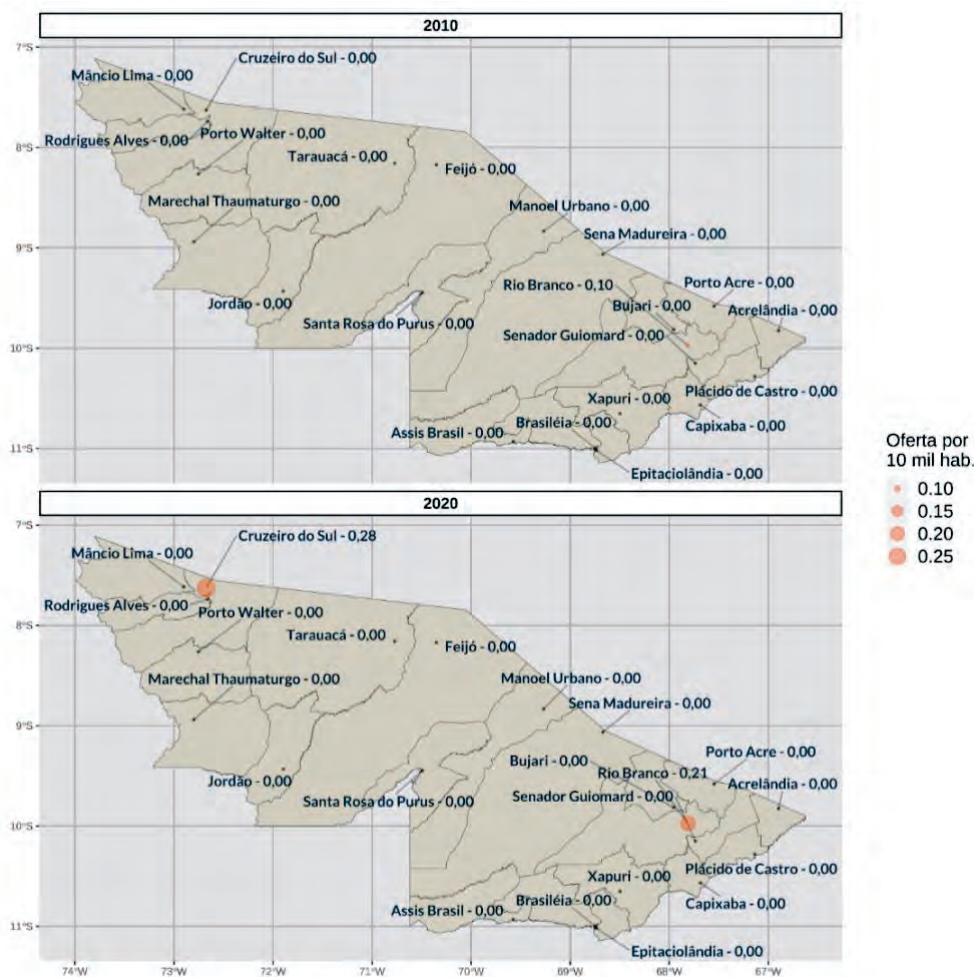 2010
7°S
8°S
9°S
10°S
11°S
Cruzeiro do Sul - 0,00
Mâncio Lima - 0,00
Rodrigues Alves - 0,00
Porto Walter - 0,00
Tarauacá - 0,00
Feijó - 0,00
Marechal Thaumaturgo - 0,00
Manoel Urbano - 0,00
Sena Madureira - 0,00
Rio Branco - 0,10
Porto Acre - 0,00
Jordão - 0,00
Bujari - 0,00
Acrelândia - 0,00
Santa Rosa do Purus - 0,00
Senador Guiomard - 0,00
Plácido de Castro - 0,00
Xapuri - 0,00
Brasiléia - 0,00
Capixaba - 0,00
Assis Brasil - 0,00
Epitaciolândia - 0,00
Oferta por
10 mil hab.
0.10
0.15
0.20
0.25
2020
7°S
8°S
9°S
10°S
11°S
Cruzeiro do Sul - 0,28
Mâncio Lima - 0,00
Rodrigues Alves - 0,00
Porto Walter - 0,00
Tarauacá - 0,00
Feijó - 0,00
Marechal Thaumaturgo - 0,00
Manoel Urbano - 0,00
Sena Madureira - 0,00
Porto Acre - 0,00
Bujari - 0,00
Rio Branco - 0,21
Jordão - 0,00
Acrelândia - 0,00
Senador Guiomard - 0,00
Santa Rosa do Purus - 0,00
Plácido de Castro - 0,00
Xapuri - 0,00
Brasiléia - 0,00
Capixaba - 0,00
Assis Brasil - 0,00
Epitaciolândia - 0,00
74°W 73°W 72°W 71°W 70°W 69°W 68°W 67°W